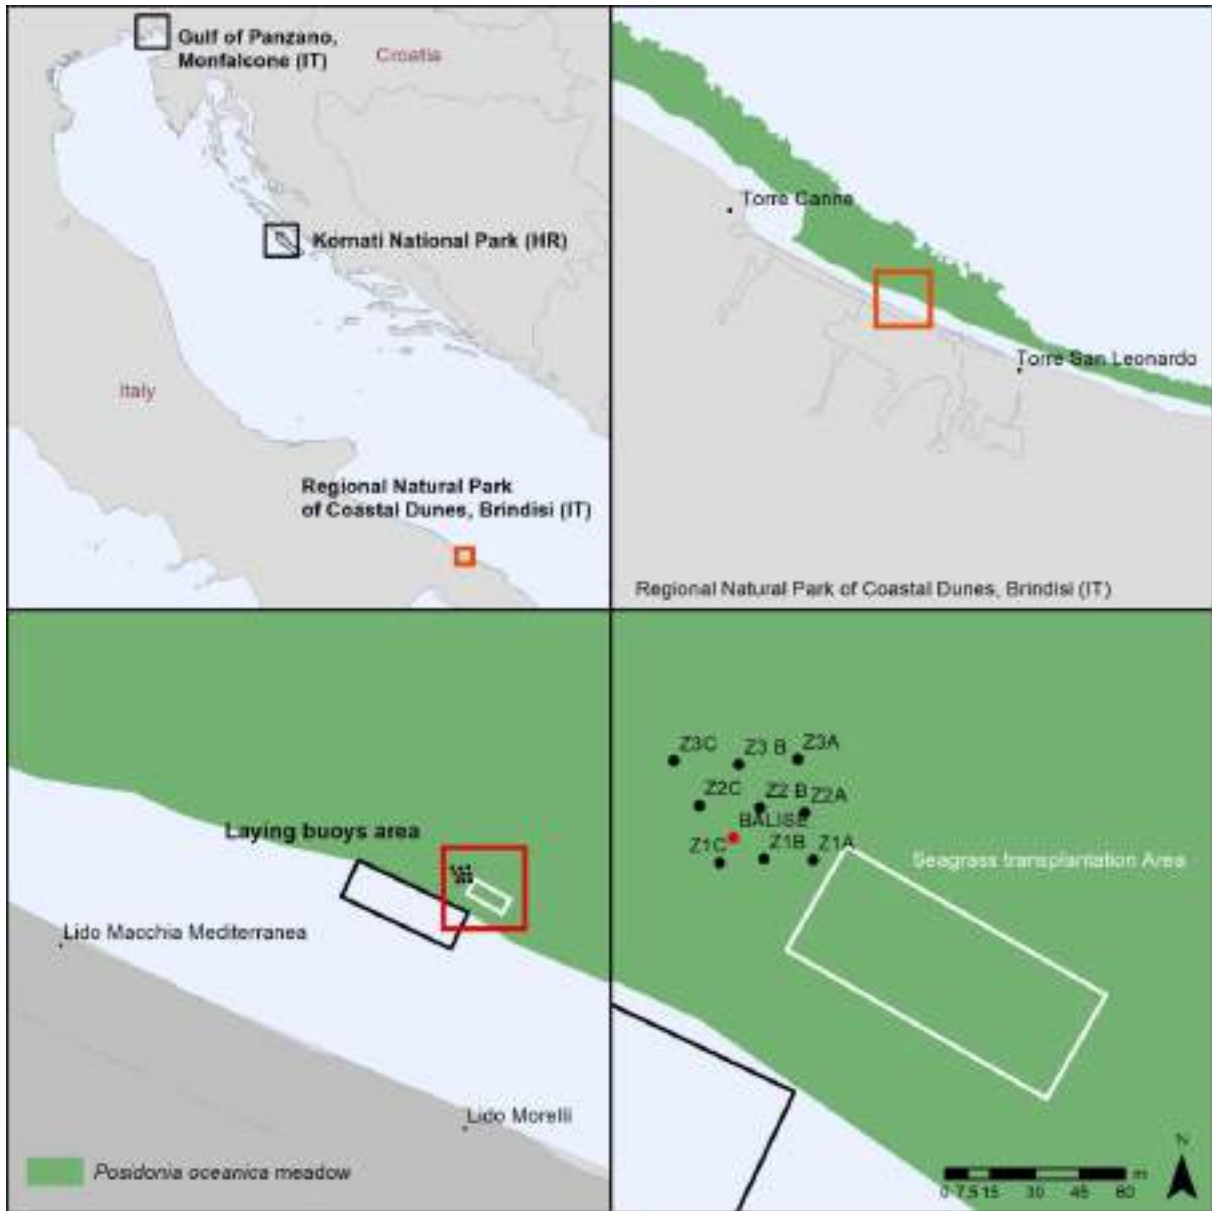 Gulf of Panzano,
Monfalcone (IT)
Croatia
Kornati National Park (HR)
Italy
Regional Natural Park
of Coastal Dunes, Brindisi (IT)
Torre Canne
Torre San Leonardo
Regional Natural Park of Coastal Dunes, Brindisi (IT)
Laying buoys area
Lido Macchia Mediterranea
Lido Morelli
Posidonia oceanica meadow
Z3C Z3 B Z3A
Z2C Z2 B Z2A
BALISE
Z1C Z1B Z1A
Seagrass transplantation Area
N
m
0 7,5 15 30 45 60